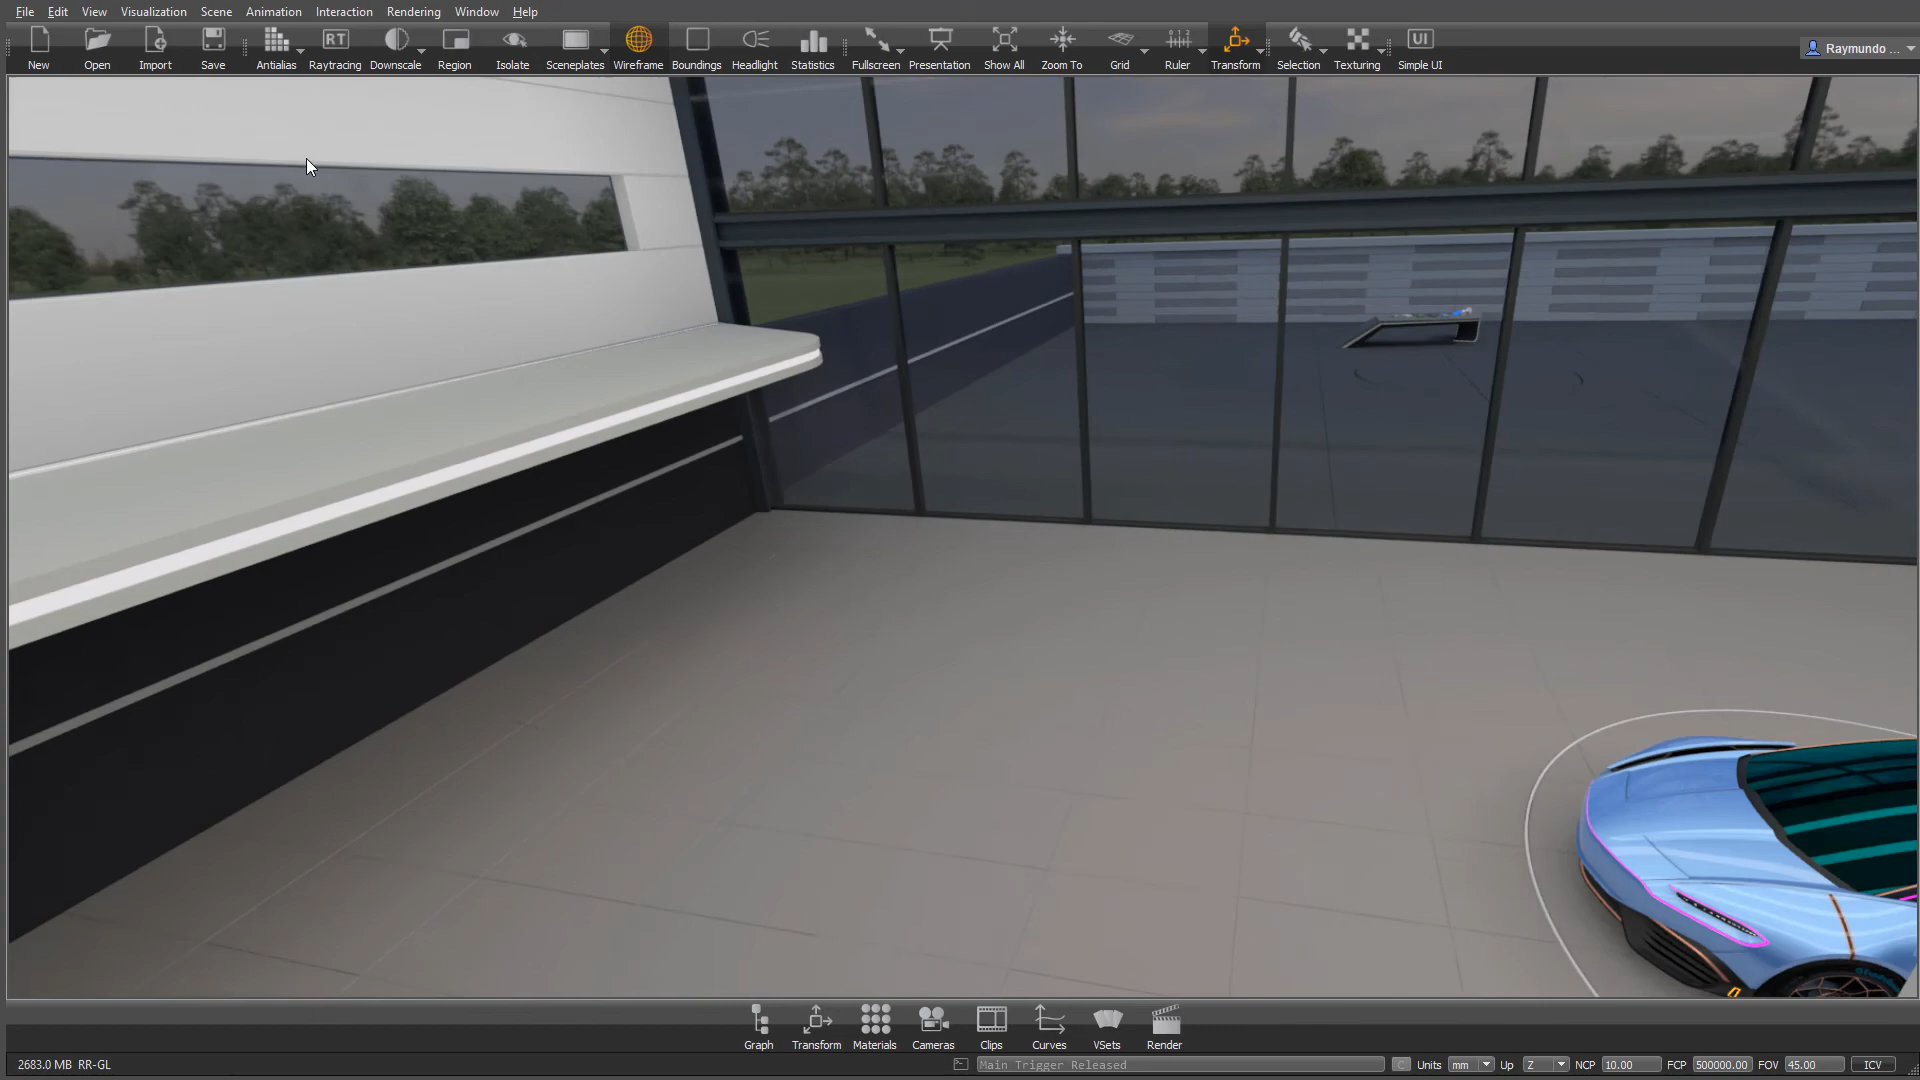 File Edit View Visualization Scene Animation Interaction Rendering Window Help
RT UI
New Open Import Save Antialias Raytracing Downscale Region Isolate Sceneplates Wireframe Boundings Headlight Statistics Fullscreen Presentation Show All Zoom To Grid Ruler Transform Selection Texturing Simple UI
Raymundo ...
Graph Transform Materials Cameras Clips Curves VSets Render
2683.0 MB RR-GL Main Trigger Released C Units mm Up Z NCP 10.00 FCP 500000.00 FOV 45.00 ICV